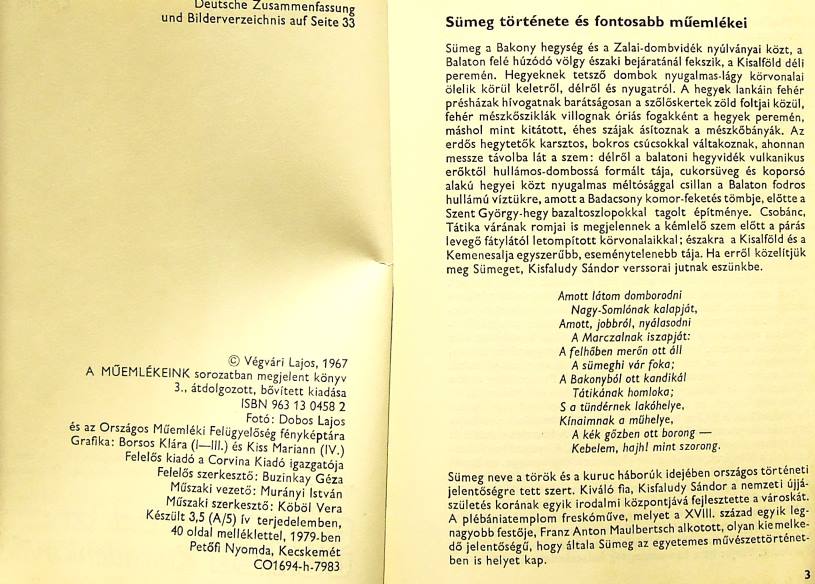 Deutsche Zusammenfassung
und Bilderverzeichnis auf Seite 33
© Végvári Lajos, 1967
A MŰEMLÉKEINK sorozatban megjelent könyv
3., átdolgozott, bővített kiadása
ISBN 963 13 0458 2
Fotó: Dobos Lajos
és az Országos Műemléki Felügyelőség fényképtára
Grafika: Borsos Klára (I—III.) és Kiss Mariann (IV.)
Felelős kiadó a Corvina Kiadó igazgatója
Felelős szerkesztő: Buzinkay Géza
Műszaki vezető: Murányi István
Műszaki szerkesztő: Köböl Vera
Készült 3,5 (A/5) ív terjedelemben,
40 oldal melléklettel, 1979-ben
Petőfi Nyomda, Kecskemét
CO1694-h-7983
Sümeg története és fontosabb műemlékei
Sümeg a Bakony hegység és a Zalai-dombvidék nyúlványai közt, a
Balaton felé húzódó völgy északi bejáratánál fekszik, a Kisalföld déli
peremén. Hegyeknek tetsző dombok nyugalmas-lágy körvonalai
ölelik körül keletről, délről és nyugatról. A hegyek lankáin fehér
présházak hívogatnak barátságosan a szőlőskertek zöld foltjai közül,
fehér mészkősziklák villognak óriás fogakként a hegyek peremén,
máshol mint kitátott, éhes szájak ásítoznak a mészkőbányák. Az
erdős hegytetők karsztos, bokros csúcsokkal váltakoznak, ahonnan
messze távolba lát a szem: délről a balatoni hegyvidék vulkanikus
erőktől hullámos-dombossá formált tája, cukorsüveg és koporsó
alakú hegyei közt nyugalmas méltósággal csillan a Balaton fodros
hullámú víztükre, amott a Badacsony komor-feketés tömbje, előtte a
Szent György-hegy bazaltoszlopokkal tagolt építménye. Csobánc,
Tátika várának romjai is megjelennek a kémlelő szem előtt a párás
levegő fátylától letompított körvonalaikkal; északra a Kisalföld és a
Kemenesalja egyszerűbb, eseménytelenebb tája. Ha erről közelítjük
meg Sümeget, Kisfaludy Sándor verssorai jutnak eszünkbe.
Amott látom domborodni
Nagy-Somlónak kalapját,
Amott, jobbról, nyálasodni
A Marczalnak iszapját:
A felhőben merőn ott áll
A sümeghi vár foka;
A Bakonyból ott kandikál
Tátikának homloka;
S a tündérnek lakóhelye,
Kínaimnak a műhelye,
A kék gőzben ott borong —
Kebelem, hajh! mint szorong.
Sümeg neve a török és a kuruc háborúk idejében országos történeti
jelentőségre tett szert. Kiváló fia, Kisfaludy Sándor a nemzeti újjá-
születés korának egyik irodalmi központjává fejlesztette a városkát.
A plébániatemplom freskóműve, melyet a XVIII. század egyik leg-
nagyobb festője, Franz Anton Maulbertsch alkotott, olyan kiemelke-
dő jelentőségű, hogy általa Sümeg az egyetemes művészettörténet-
ben is helyet kap.
3